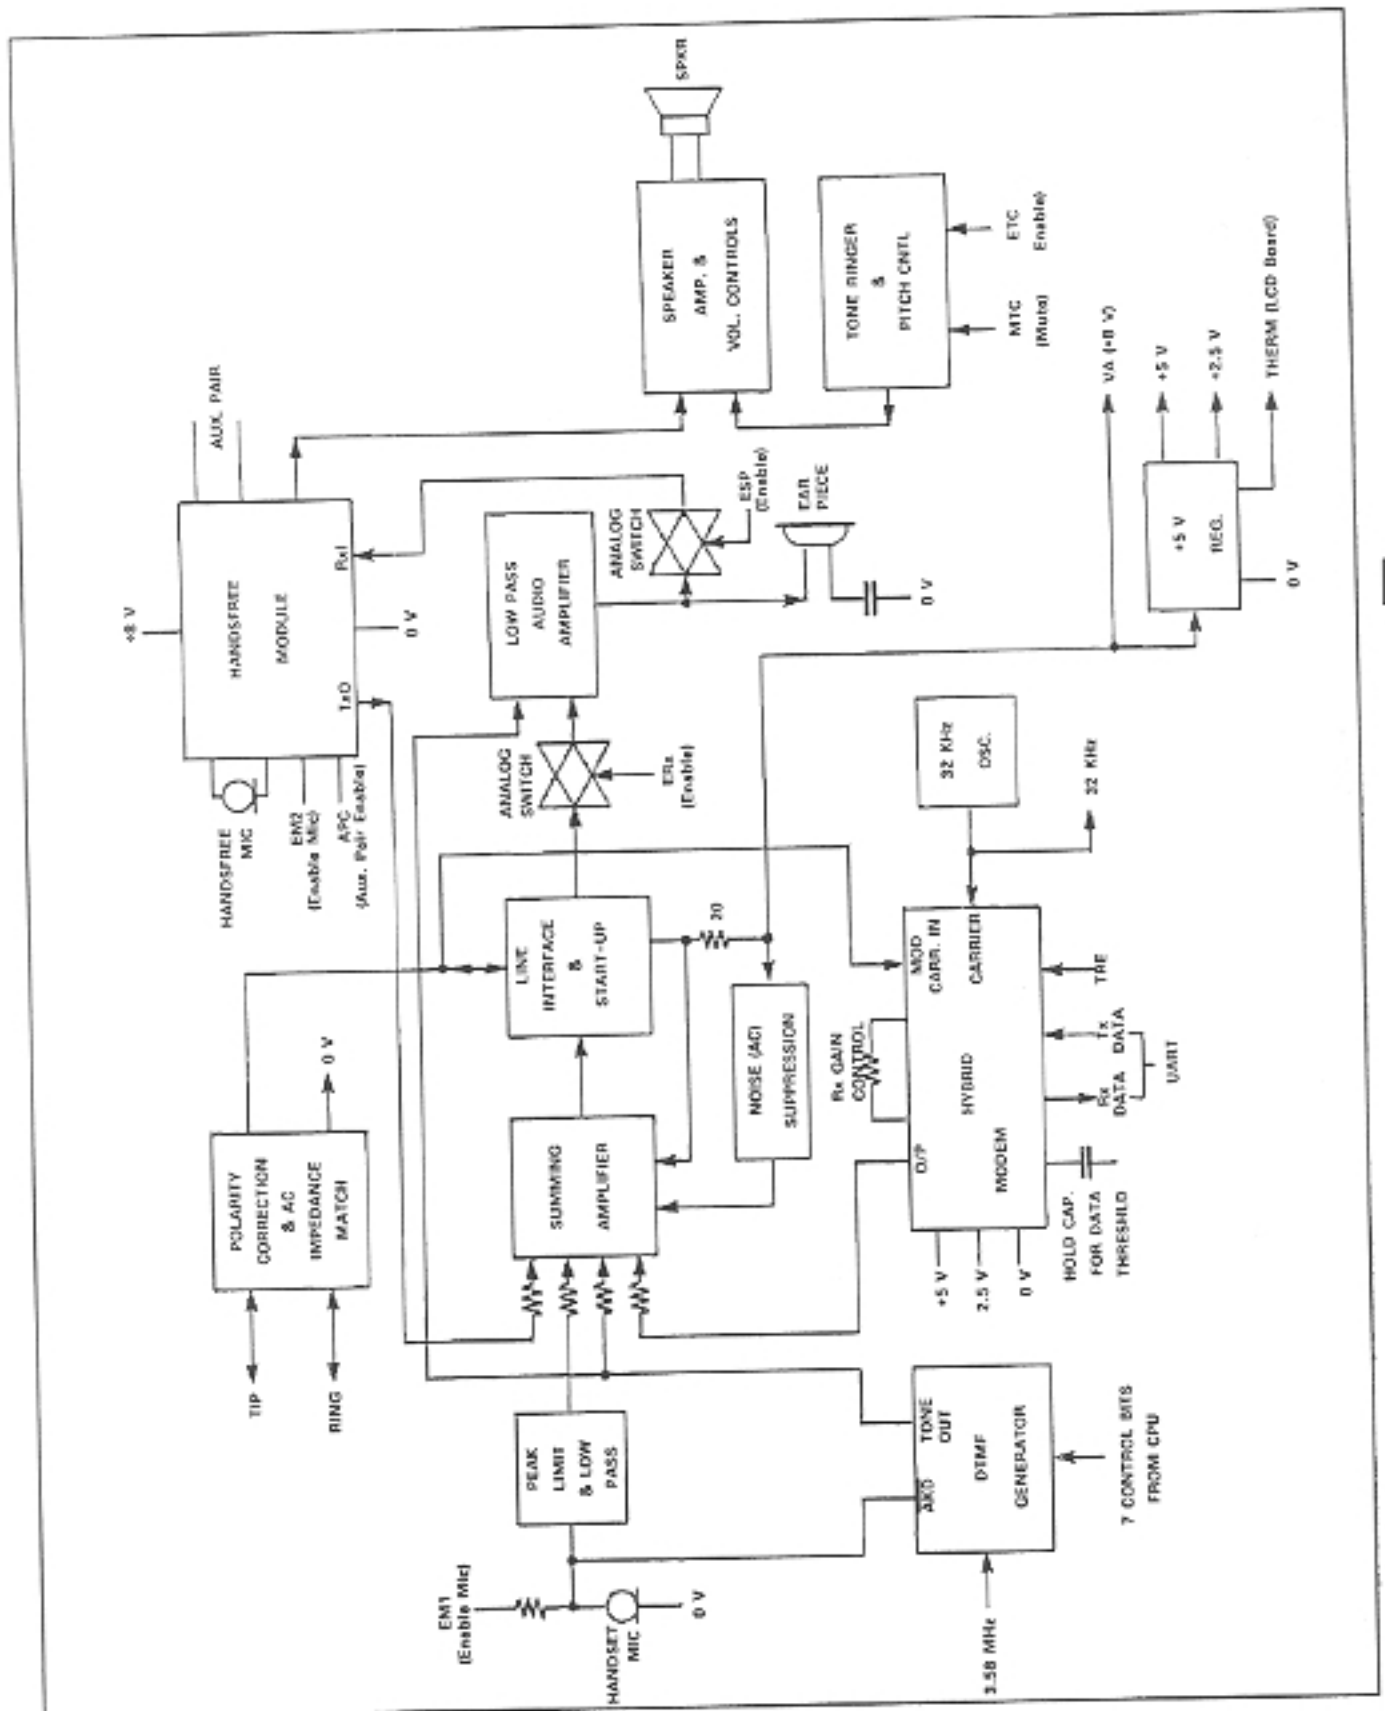 TIP
RING
POLARITY
CORRECTION
& AC
IMPEDANCE
MATCH
0 V
HANDSFREE
MIC
EM2
(Enable Mic)
APC
(Aux. Pair Enable)
+8 V
HANDSFREE
MODULE
TxO
RxI
0 V
AUX. PAIR
EM1
(Enable Mic)
HANDSET
MIC
0 V
PEAK
LIMIT
& LOW
PASS
SUMMING
AMPLIFIER
LINE
INTERFACE
&
START-UP
20
ANALOG
SWITCH
ERx
(Enable)
LOW PASS
AUDIO
AMPLIFIER
ANALOG
SWITCH
ESP
(Enable)
EAR
PIECE
0 V
SPEAKER
AMP. &
VOL. CONTROLS
SPKR
TONE RINGER
&
PITCH CNTL
MTC
(Mute)
ETC
Enable)
NOISE (AC)
SUPPRESSION
3.58 MHz
AKD
TONE
OUT
DTMF
GENERATOR
7 CONTROL BITS
FROM CPU
Rx GAIN
CONTROL
O/P
MOD
CARR. IN
CARRIER
HYBRID
MODEM
+5 V
2.5 V
0 V
HOLD CAP.
FOR DATA
THRESHLD
Rx
DATA
Tx
DATA
UART
TRE
32 KHz
OSC.
32 KHz
VA (+8 V)
+5 V
REG.
0 V
+5 V
+2.5 V
THERM (LCD Board)